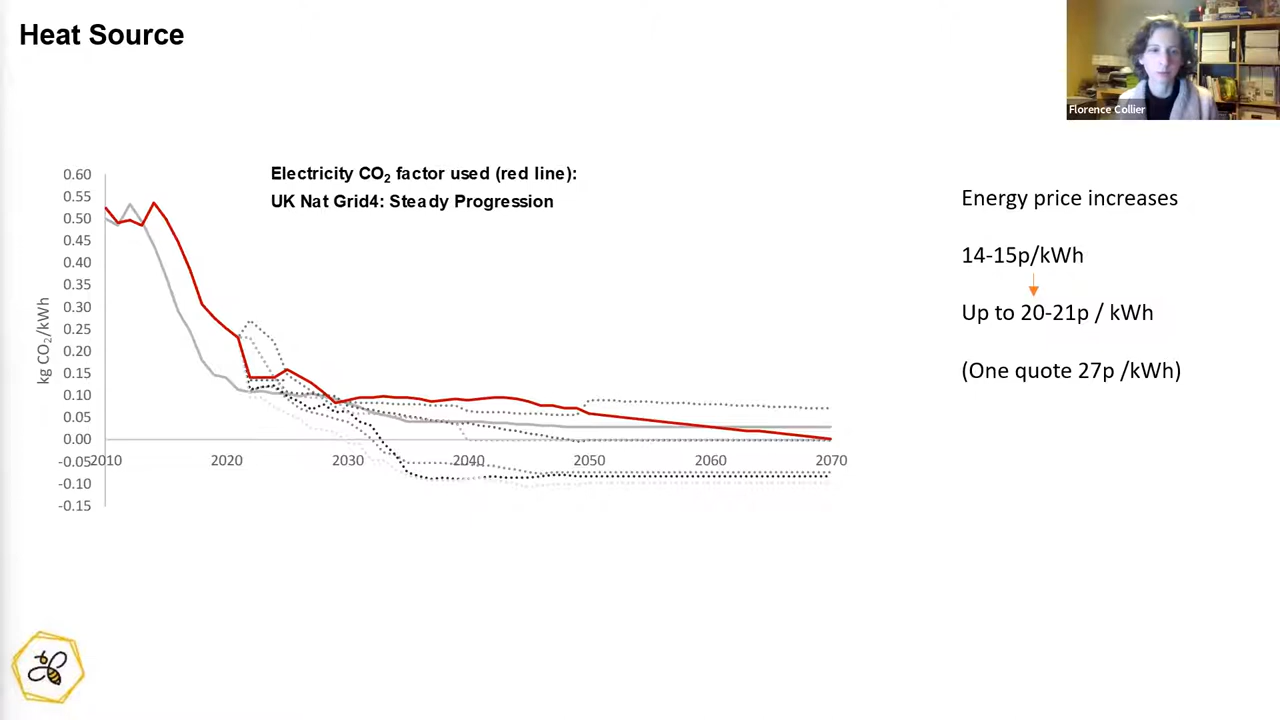 Heat Source
Florence Collier
Electricity CO₂ factor used (red line):
UK Nat Grid4: Steady Progression
Energy price increases
14-15p/kWh
Up to 20-21p / kWh
(One quote 27p /kWh)
kg CO₂/kWh
0.60
0.55
0.50
0.45
0.40
0.35
0.30
0.25
0.20
0.15
0.10
0.05
0.00
-0.05
-0.10
-0.15
2010 2020 2030 2040 2050 2060 2070